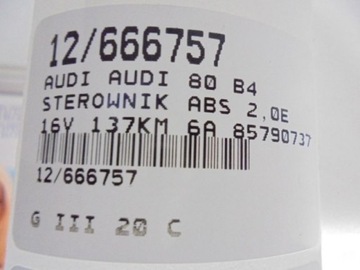 12/666757
AUDI AUDI 80 B4
STEROWNIK ABS 2,0E
16V 137KM 6A 85790737
12/666757
G III 20 C